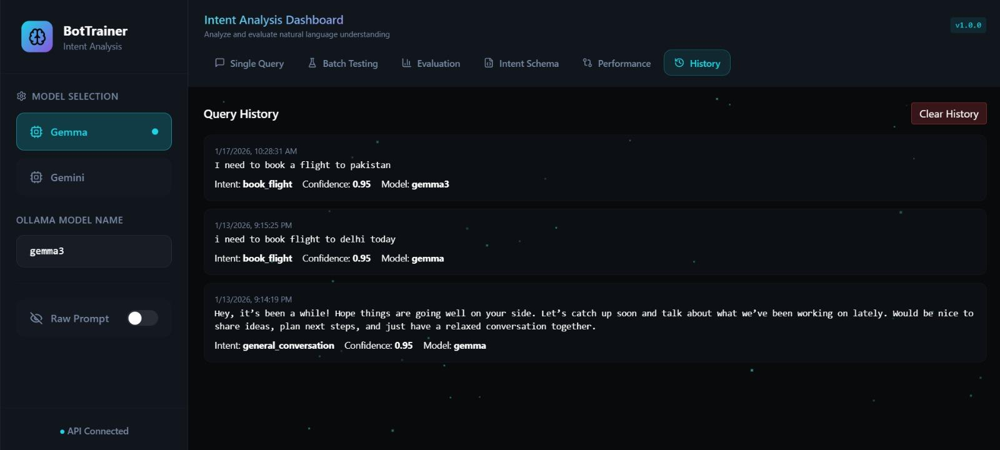 BotTrainer
Intent Analysis
MODEL SELECTION
Gemma
Gemini
OLLAMA MODEL NAME
gemma3
Raw Prompt
API Connected
Intent Analysis Dashboard
Analyze and evaluate natural language understanding
v1.0.0
Single Query Batch Testing Evaluation Intent Schema Performance History
Query History
Clear History
1/17/2026, 10:28:31 AM
I need to book a flight to pakistan
Intent: book_flight Confidence: 0.95 Model: gemma3
1/13/2026, 9:15:25 PM
i need to book flight to delhi today
Intent: book_flight Confidence: 0.95 Model: gemma
1/13/2026, 9:14:19 PM
Hey, it’s been a while! Hope things are going well on your side. Let’s catch up soon and talk about what we’ve been working on lately. Would be nice to
share ideas, plan next steps, and just have a relaxed conversation together.
Intent: general_conversation Confidence: 0.95 Model: gemma